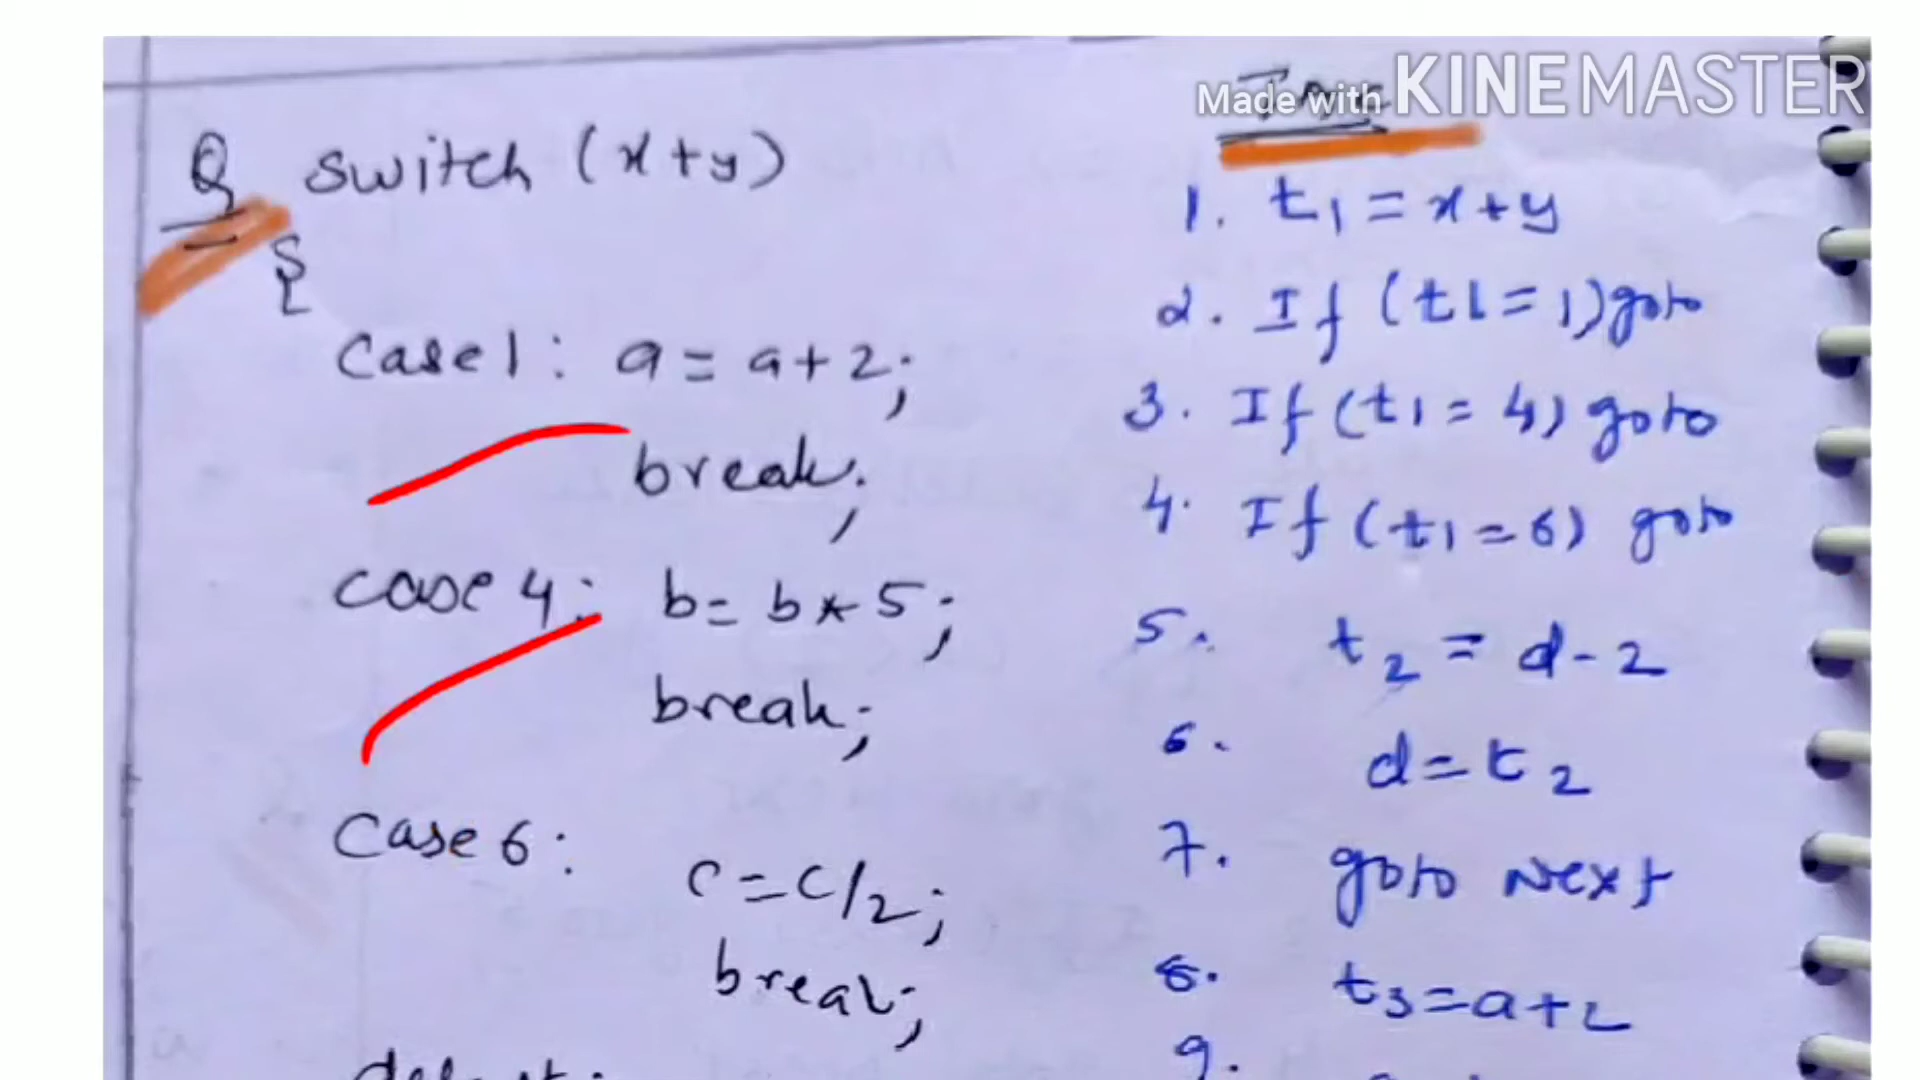 Made with KINEMASTER
Q switch (x+y)
{
Case 1: a = a+2;
break;
case 4: b = b*5;
break;
Case 6:
c = c/2;
break;
1. t1 = x+y
2. If (t1 = 1) goto
3. If (t1 = 4) goto
4. If (t1 = 6) goto
5. t2 = d-2
6. d = t2
7. goto Next
8. t3 = a+2
9.